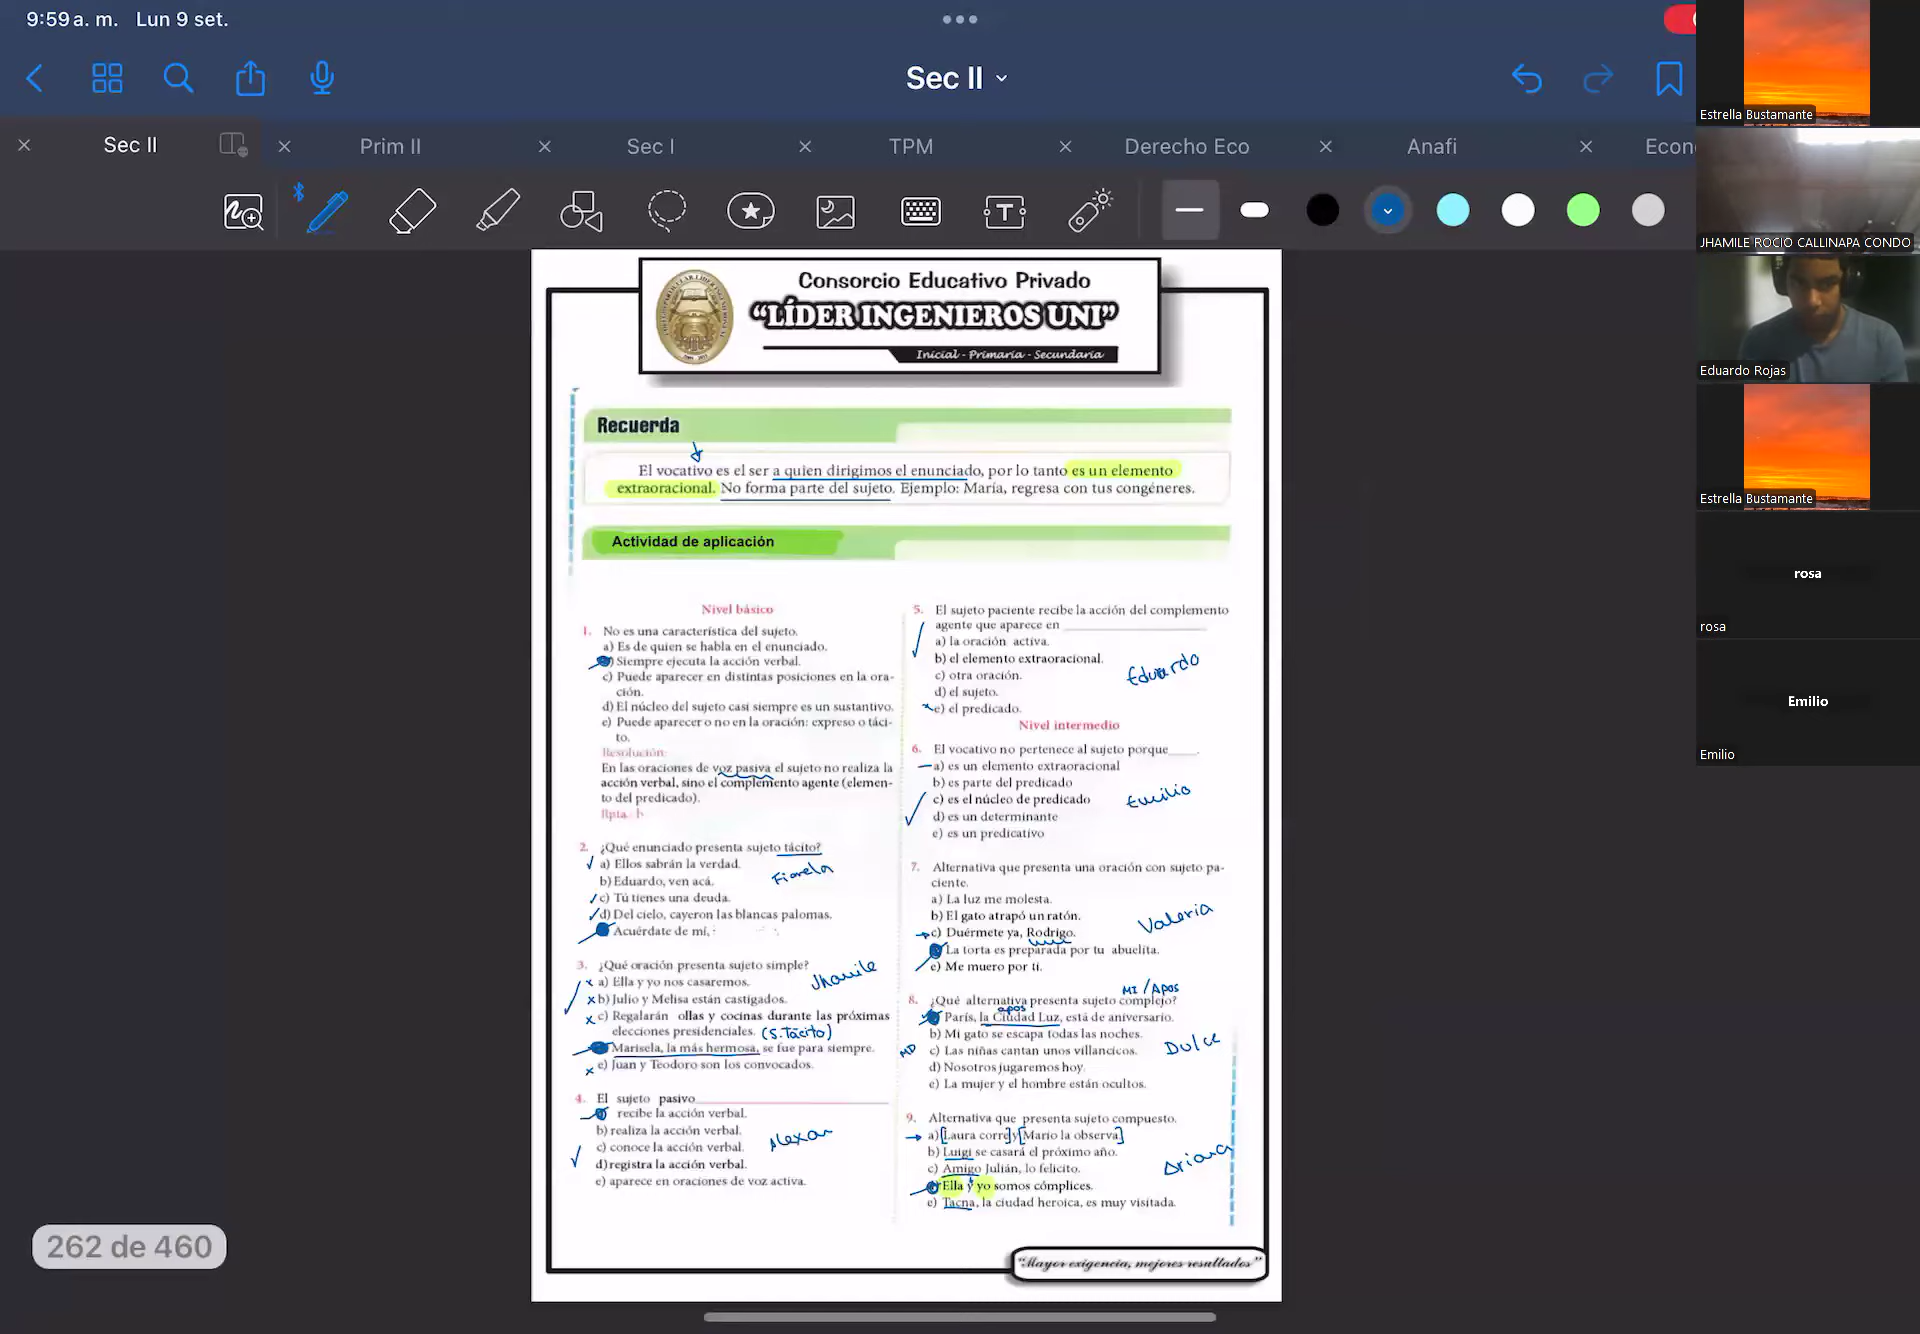 9:59 a. m. Lun 9 set.
Sec II
Sec II
Prim II
Sec I
TPM
Derecho Eco
Anafi
Econ
Consorcio Educativo Privado
“LÍDER INGENIEROS UNI”
Inicial - Primaria - Secundaria
Recuerda
El vocativo es el ser a quien dirigimos el enunciado, por lo tanto es un elemento
extraoracional. No forma parte del sujeto. Ejemplo: María, regresa con tus congéneres.
Actividad de aplicación
Nivel básico
1. No es una característica del sujeto.
a) Es de quien se habla en el enunciado.
Siempre ejecuta la acción verbal.
c) Puede aparecer en distintas posiciones en la ora-
ción.
d) El núcleo del sujeto casi siempre es un sustantivo.
e) Puede aparecer o no en la oración: expreso o táci-
to.
Resolución:
En las oraciones de voz pasiva el sujeto no realiza la
acción verbal, sino el complemento agente (elemen-
to del predicado).
Rpta.: b
2. ¿Qué enunciado presenta sujeto tácito?
a) Ellos sabrán la verdad.
b) Eduardo, ven acá.
Fiorela
c) Tú tienes una deuda.
d) Del cielo, cayeron las blancas palomas.
Acuérdate de mí,
3. ¿Qué oración presenta sujeto simple?
Jhamile
a) Ella y yo nos casaremos.
b) Julio y Melisa están castigados.
c) Regalarán ollas y cocinas durante las próximas
elecciones presidenciales. (S. Tácito)
Marisela, la más hermosa, se fue para siempre.
e) Juan y Teodoro son los convocados.
4. El sujeto pasivo
recibe la acción verbal.
b) realiza la acción verbal.
c) conoce la acción verbal.
d) registra la acción verbal.
e) aparece en oraciones de voz activa.
5. El sujeto paciente recibe la acción del complemento
agente que aparece en
a) la oración activa.
b) el elemento extraoracional.
Eduardo
c) otra oración.
d) el sujeto.
e) el predicado.
Nivel intermedio
6. El vocativo no pertenece al sujeto porque____.
a) es un elemento extraoracional
b) es parte del predicado
c) es el núcleo de predicado
Emilio
d) es un determinante
e) es un predicativo
7. Alternativa que presenta una oración con sujeto pa-
ciente.
a) La luz me molesta.
b) El gato atrapó un ratón.
Valeria
c) Duérmete ya, Rodrigo.
La torta es preparada por tu abuelita.
e) Me muero por ti.
MI / Apos
8. ¿Qué alternativa presenta sujeto complejo?
apos
París, la Ciudad Luz, está de aniversario.
b) Mi gato se escapa todas las noches.
MD
c) Las niñas cantan unos villancicos.
Dulce
d) Nosotros jugaremos hoy.
e) La mujer y el hombre están ocultos.
9. Alternativa que presenta sujeto compuesto.
a) [Laura corre] y [Mario la observa]
b) Luigi se casará el próximo año.
Ariana
c) Amigo Julián, lo felicito.
Ella y yo somos cómplices.
e) Tacna, la ciudad heroica, es muy visitada.
“Mayor exigencia, mejores resultados”
262 de 460
Estrella Bustamante
JHAMILE ROCIO CALLINAPA CONDO
Eduardo Rojas
Estrella Bustamante
rosa
rosa
Emilio
Emilio